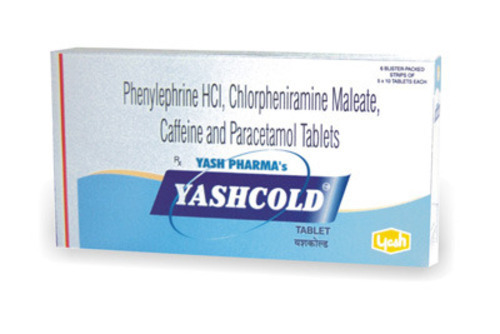 6 BLISTER PACKED
STRIPS OF
5 x 10 TABLETS EACH
Phenylephrine HCl, Chlorpheniramine Maleate,
Caffeine and Paracetamol Tablets
Rx YASH PHARMA's
YASHCOLD™
TABLET
यशकोल्ड
Yash